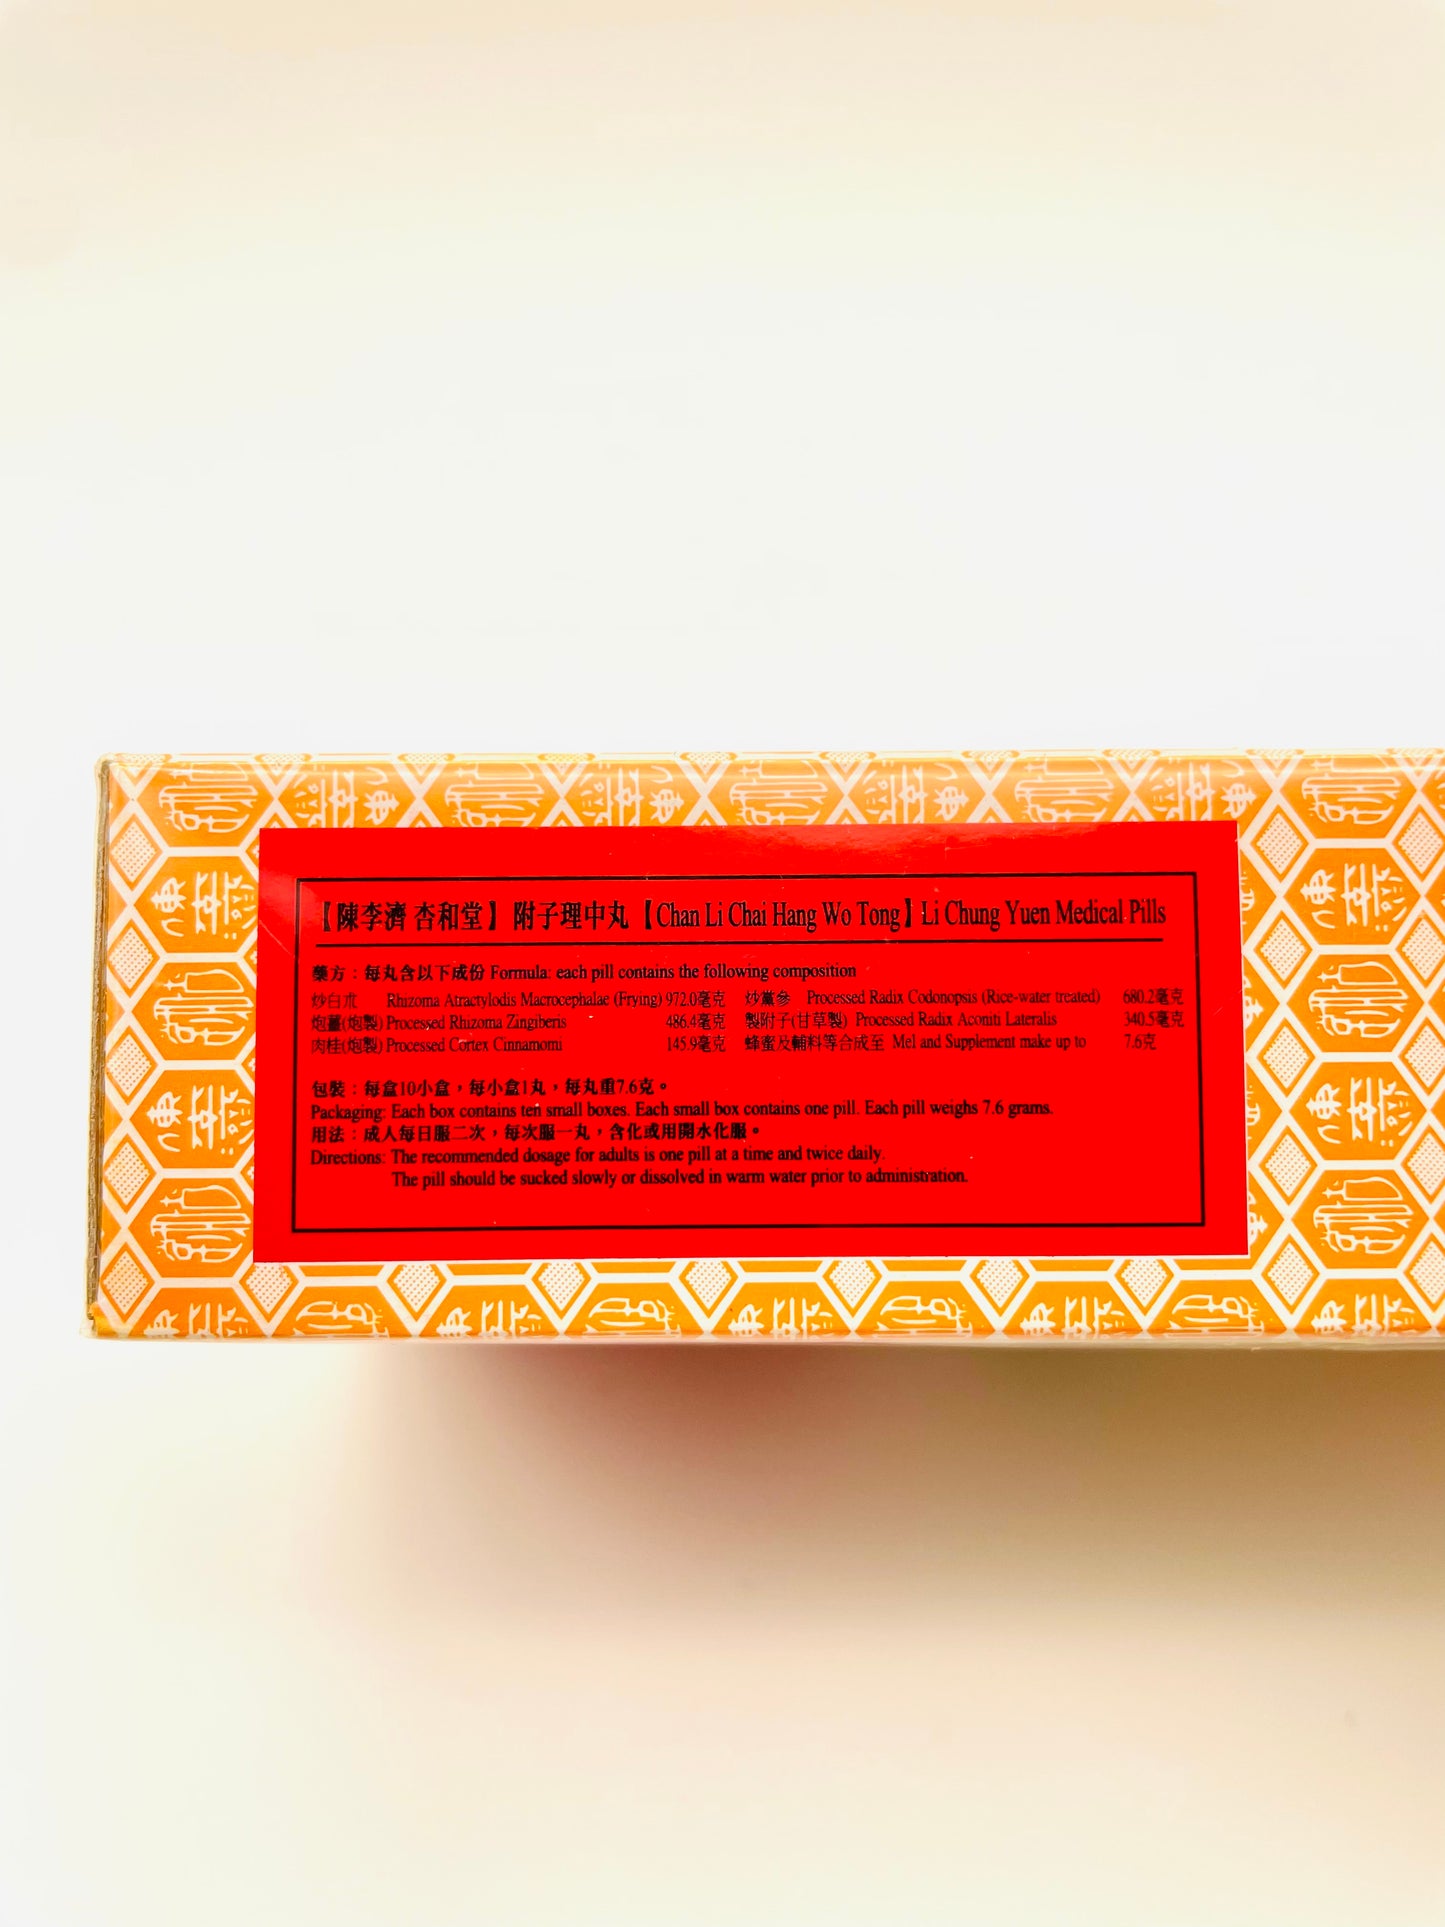 【陳李濟 杏和堂】 附子理中丸【Chan Li Chai Hang Wo Tong】Li Chung Yuen Medical Pills
藥方：每丸含以下成份 Formula: each pill contains the following composition
炒白朮 Rhizoma Atractylodis Macrocephalae (Frying) 972.0毫克 炒黨參 Processed Radix Codonopsis (Rice-water treated) 680.2毫克
炮薑(炮製) Processed Rhizoma Zingiberis 486.4毫克 製附子(甘草製) Processed Radix Aconiti Lateralis 340.5毫克
肉桂(炮製) Processed Cortex Cinnamomi 145.9毫克 蜂蜜及輔料等合成至 Mel and Supplement make up to 7.6克
包裝：每盒10小盒，每小盒1丸，每丸重7.6克。
Packaging: Each box contains ten small boxes. Each small box contains one pill. Each pill weighs 7.6 grams.
用法：成人每日服二次，每次服一丸，含化或用開水化服。
Directions: The recommended dosage for adults is one pill at a time and twice daily.
The pill should be sucked slowly or dissolved in warm water prior to administration.